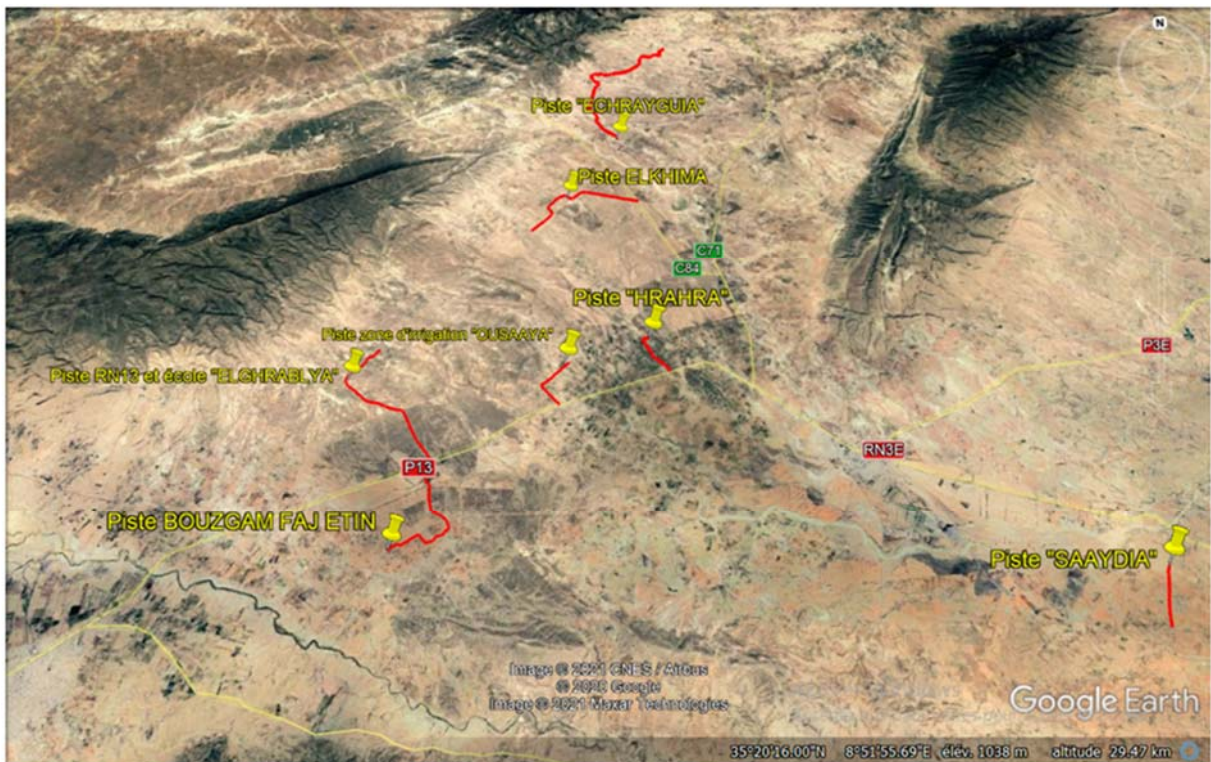 N
Piste "ECHRAYGUIA"
Piste ELKHIMA
C71
C84
Piste "HRAHRA"
Piste zone d'irrigation "OUSAAYA"
P3E
Piste RN13 et école "ELGHRABLYA"
RN3E
P13
Piste BOUZGAM FAJ ETIN
Piste "SAAYDIA"
Image © 2021 CNES / Airbus
© 2020 Google
Image © 2021 Maxar Technologies
Google Earth
35°20'16.00"N 8°51'55.69"E élév. 1038 m altitude 29.47 km